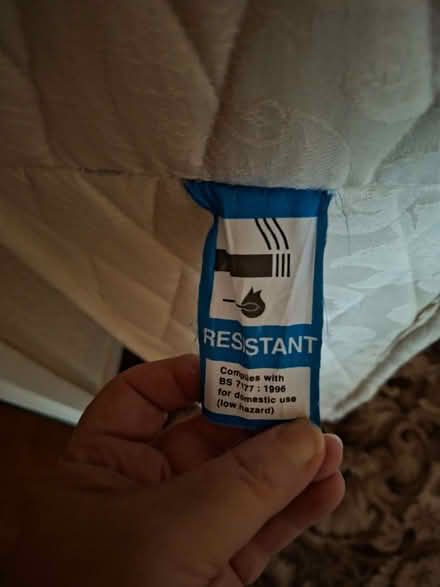 RESISTANT
Complies with
BS 7177 : 1996
for domestic use
(low hazard)